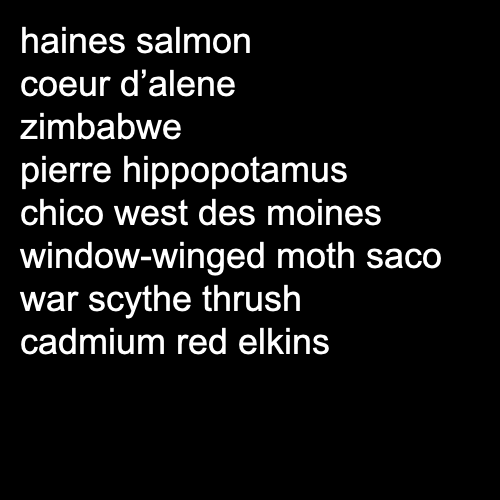 haines salmon
coeur d’alene
zimbabwe
pierre hippopotamus
chico west des moines
window-winged moth saco
war scythe thrush
cadmium red elkins